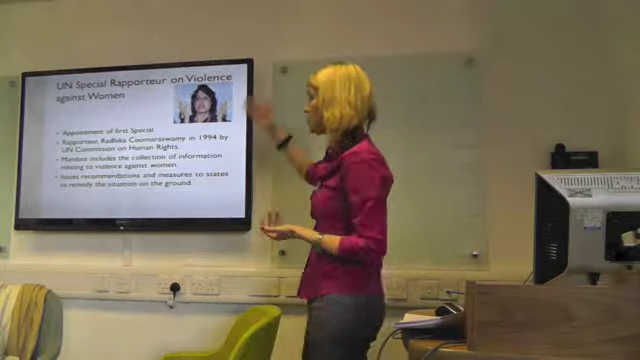 UN Special Rapporteur on Violence
against Women
Appointment of first Special
Rapporteur, Radhika Coomaraswamy in 1994 by
UN Commission on Human Rights.
Mandate includes the collection of information
relating to violence against women.
Issues recommendations and measures to states
to remedy the situation on the ground.